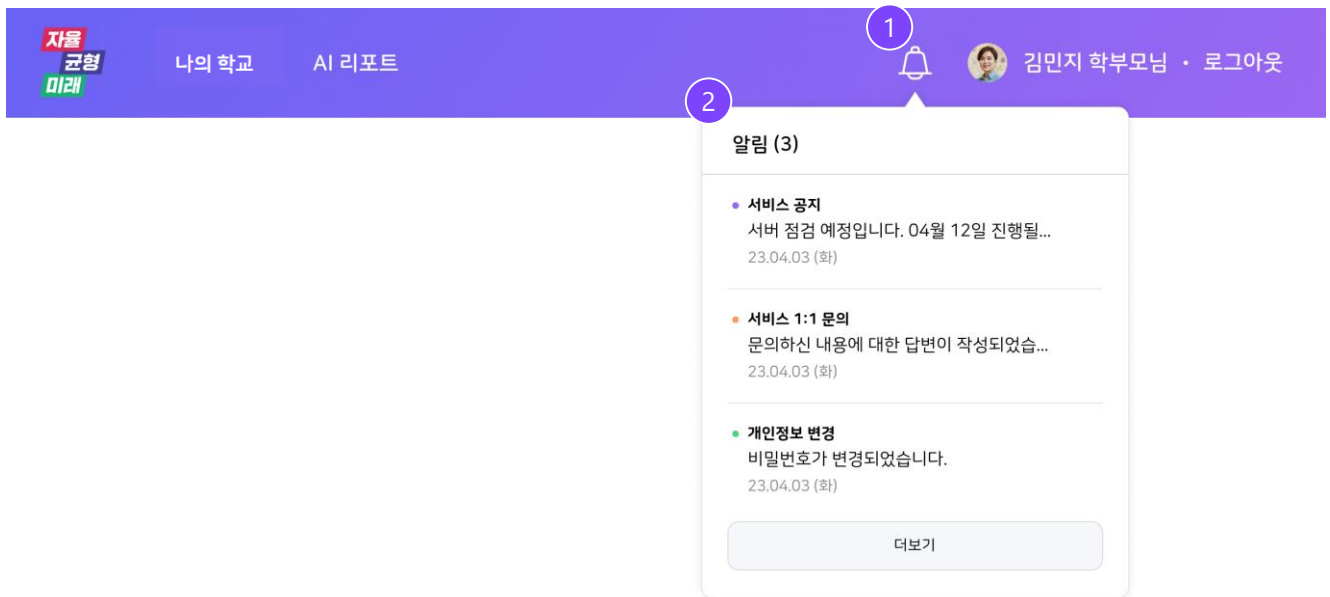 자율
균형
미래
나의 학교
AI 리포트
1
김민지 학부모님 • 로그아웃
2
알림 (3)
서비스 공지
서버 점검 예정입니다. 04월 12일 진행될...
23.04.03 (화)
서비스 1:1 문의
문의하신 내용에 대한 답변이 작성되었습...
23.04.03 (화)
개인정보 변경
비밀번호가 변경되었습니다.
23.04.03 (화)
더보기